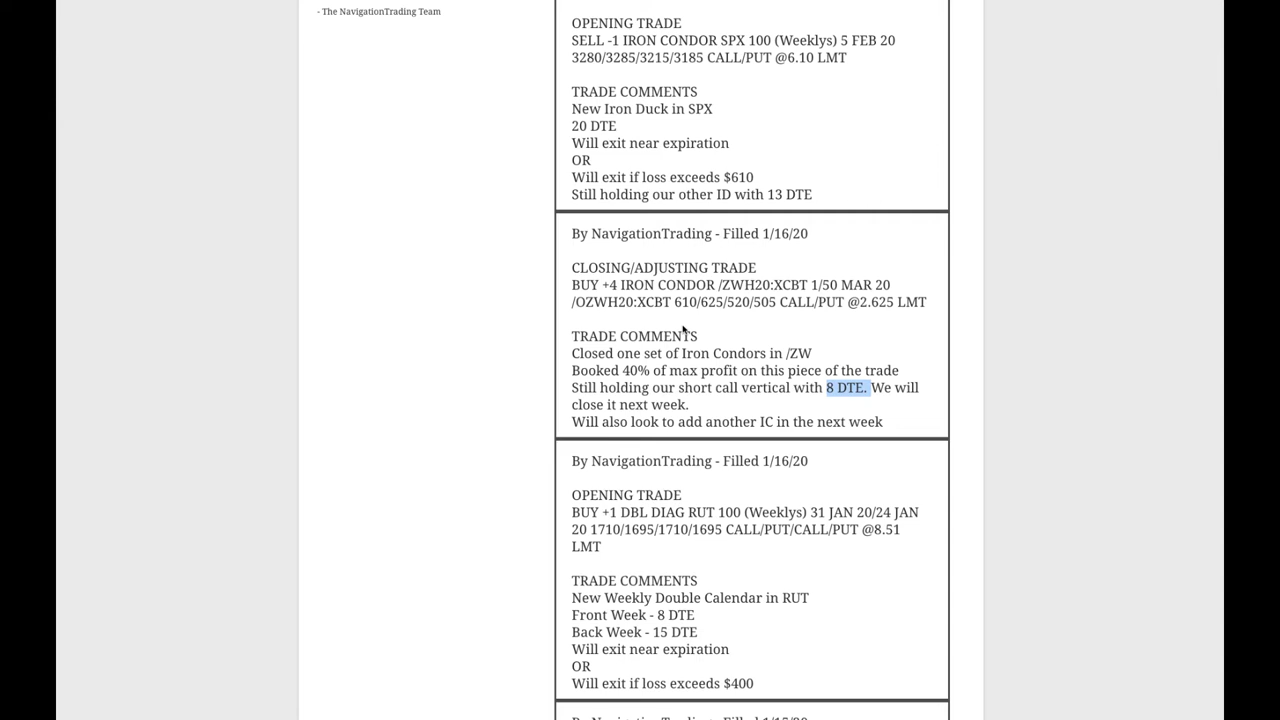 - The NavigationTrading Team
OPENING TRADE
SELL -1 IRON CONDOR SPX 100 (Weeklys) 5 FEB 20
3280/3285/3215/3185 CALL/PUT @6.10 LMT
TRADE COMMENTS
New Iron Duck in SPX
20 DTE
Will exit near expiration
OR
Will exit if loss exceeds $610
Still holding our other ID with 13 DTE
By NavigationTrading - Filled 1/16/20
CLOSING/ADJUSTING TRADE
BUY +4 IRON CONDOR /ZWH20:XCBT 1/50 MAR 20
/OZWH20:XCBT 610/625/520/505 CALL/PUT @2.625 LMT
TRADE COMMENTS
Closed one set of Iron Condors in /ZW
Booked 40% of max profit on this piece of the trade
Still holding our short call vertical with 8 DTE. We will
close it next week.
Will also look to add another IC in the next week
By NavigationTrading - Filled 1/16/20
OPENING TRADE
BUY +1 DBL DIAG RUT 100 (Weeklys) 31 JAN 20/24 JAN
20 1710/1695/1710/1695 CALL/PUT/CALL/PUT @8.51
LMT
TRADE COMMENTS
New Weekly Double Calendar in RUT
Front Week - 8 DTE
Back Week - 15 DTE
Will exit near expiration
OR
Will exit if loss exceeds $400
By NavigationTrading - Filled 1/15/20